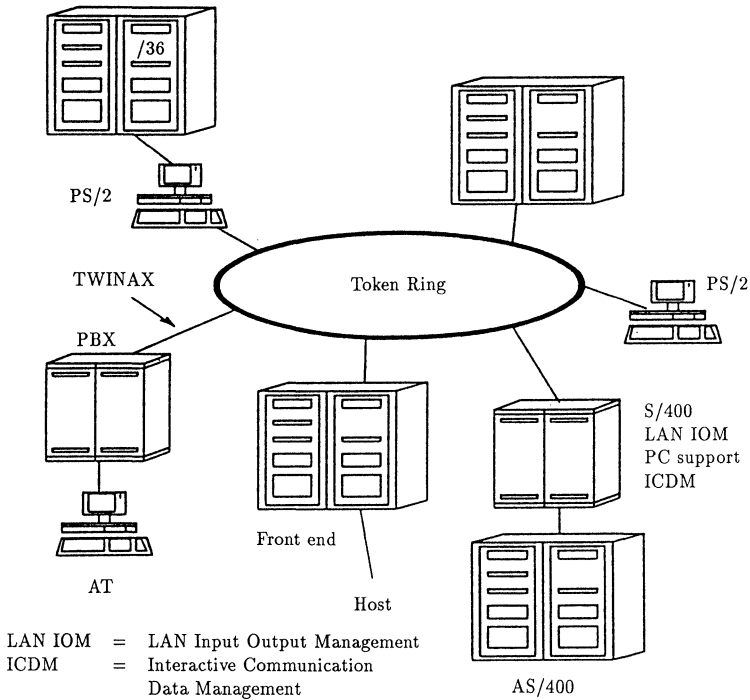 /36
PS/2
TWINAX
Token Ring
PS/2
PBX
S/400
LAN IOM
PC support
ICDM
Front end
AT
Host
LAN IOM = LAN Input Output Management
ICDM = Interactive Communication
Data Management
AS/400